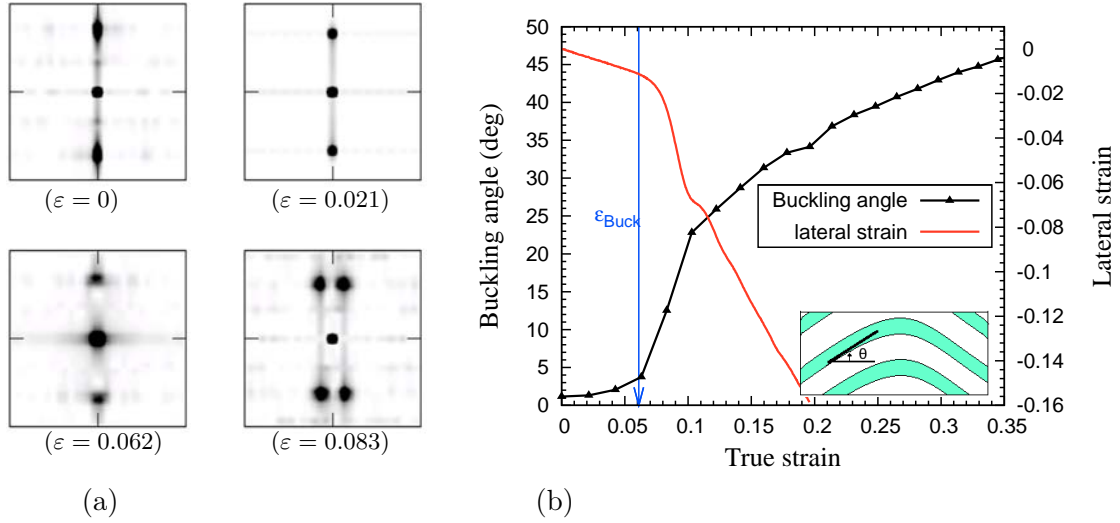 (ε = 0)
(ε = 0.021)
(ε = 0.062)
(ε = 0.083)
(a)
50
45
40
35
30
25
20
15
10
5
0
Buckling angle (deg)
0
-0.02
-0.04
-0.06
-0.08
-0.1
-0.12
-0.14
-0.16
Lateral strain
0
0.05
0.1
0.15
0.2
0.25
0.3
0.35
True strain
εBuck
Buckling angle
lateral strain
θ
(b)